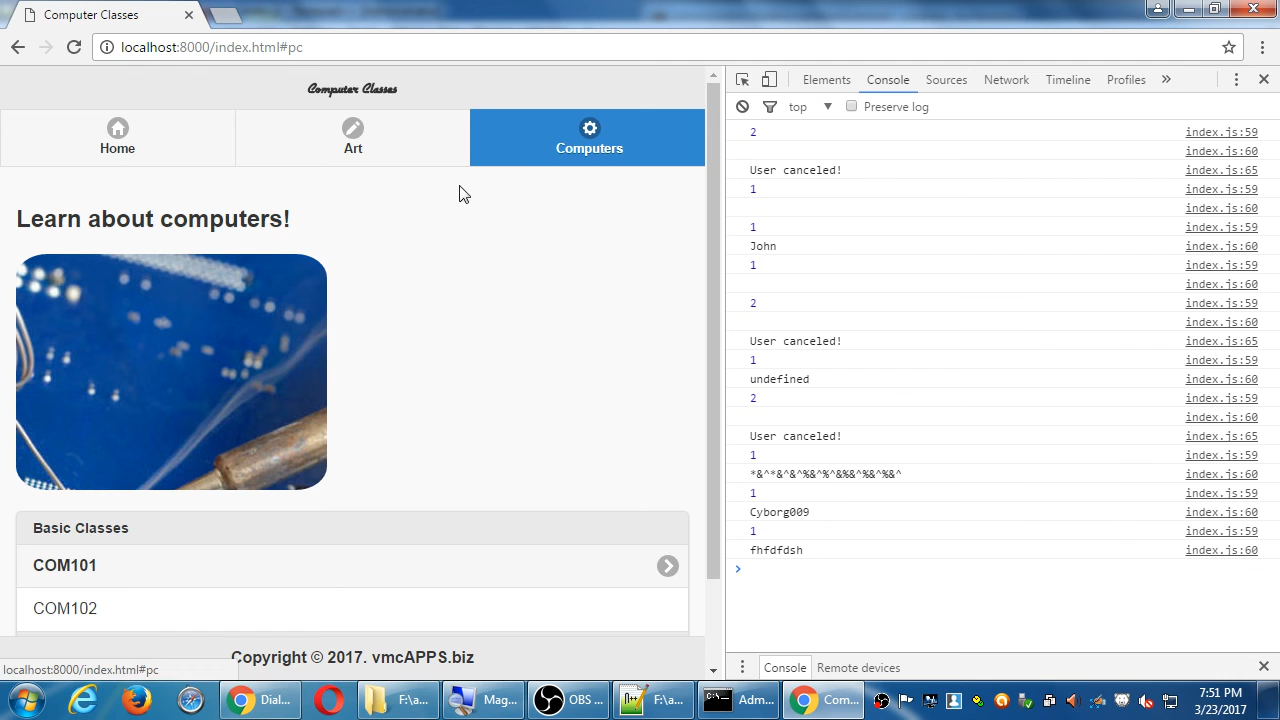 Computer Classes
localhost:8000/index.html#pc
Computer Classes
Home
Art
Computers
Learn about computers!
Basic Classes
COM101
COM102
Copyright © 2017. vmcAPPS.biz
localhost:8000/index.html#pc
Elements Console Sources Network Timeline Profiles »
top ▼ Preserve log
2 index.js:59
index.js:60
User canceled! index.js:65
1 index.js:59
index.js:60
1 index.js:59
John index.js:60
1 index.js:59
index.js:60
2 index.js:59
index.js:60
User canceled! index.js:65
1 index.js:59
undefined index.js:60
2 index.js:59
index.js:60
User canceled! index.js:65
1 index.js:59
*&^*&^&^%&^%^&%&^%&^%&^ index.js:60
1 index.js:59
Cyborg009 index.js:60
1 index.js:59
fhfdfdsh index.js:60
Console Remote devices
Dial... F:\a... Mag... OBS ... F:\a... Adm... Com...
7:51 PM
3/23/2017